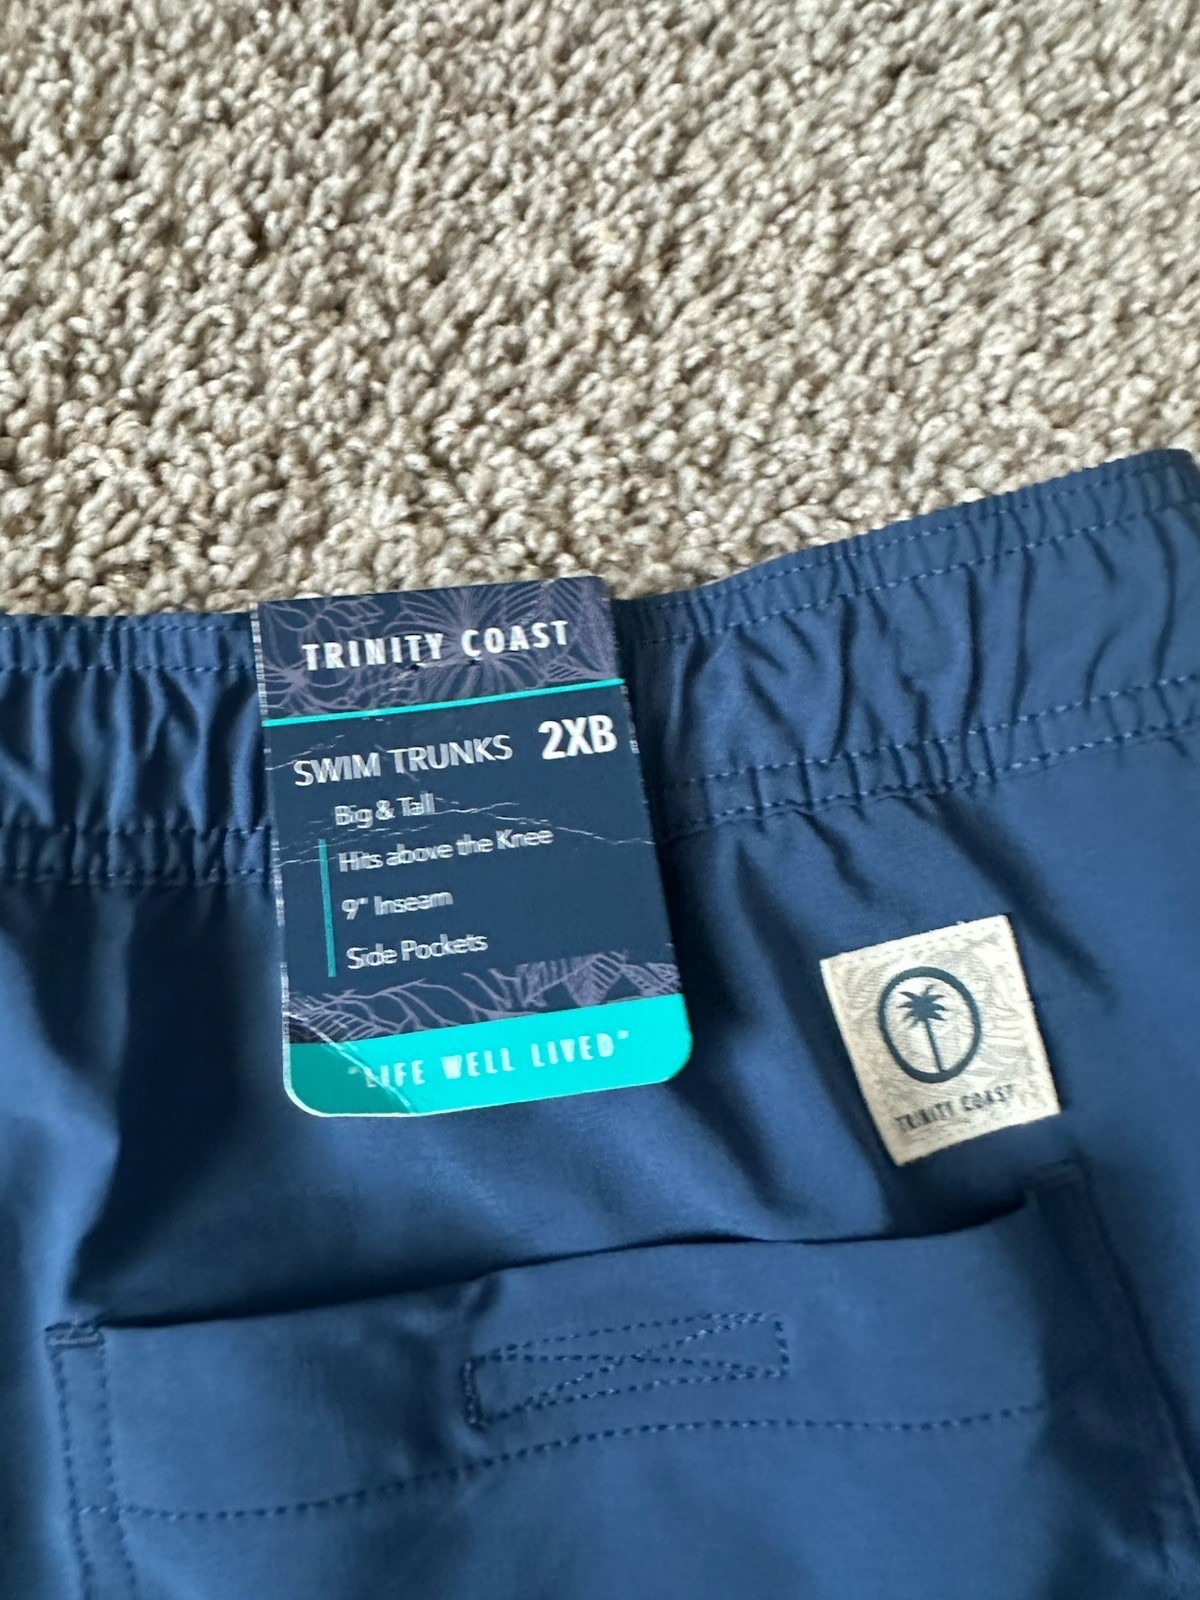 TRINITY COAST
SWIM TRUNKS 2XB
Big & Tall
Hits above the Knee
9" Inseam
Side Pockets
"LIFE WELL LIVED"
TRINITY COAST